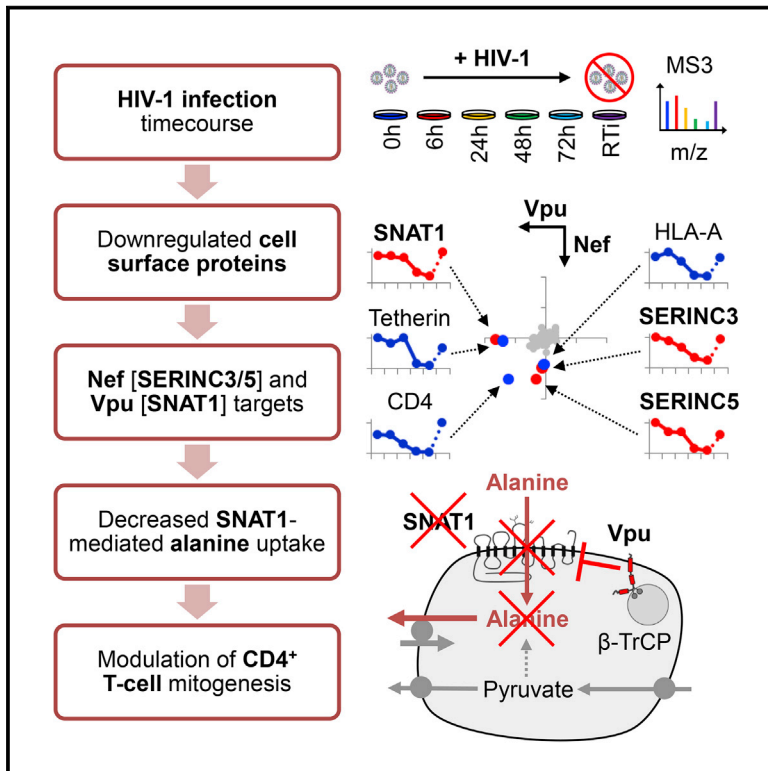 HIV-1 infection
timecourse
+ HIV-1
MS3
0h
6h
24h
48h
72h
RTi
m/z
Downregulated cell
surface proteins
Vpu
Nef
SNAT1
Tetherin
CD4
HLA-A
SERINC3
SERINC5
Nef [SERINC3/5] and
Vpu [SNAT1] targets
Decreased SNAT1-
mediated alanine uptake
Alanine
SNAT1
Vpu
Alanine
β-TrCP
Pyruvate
Modulation of CD4+
T-cell mitogenesis